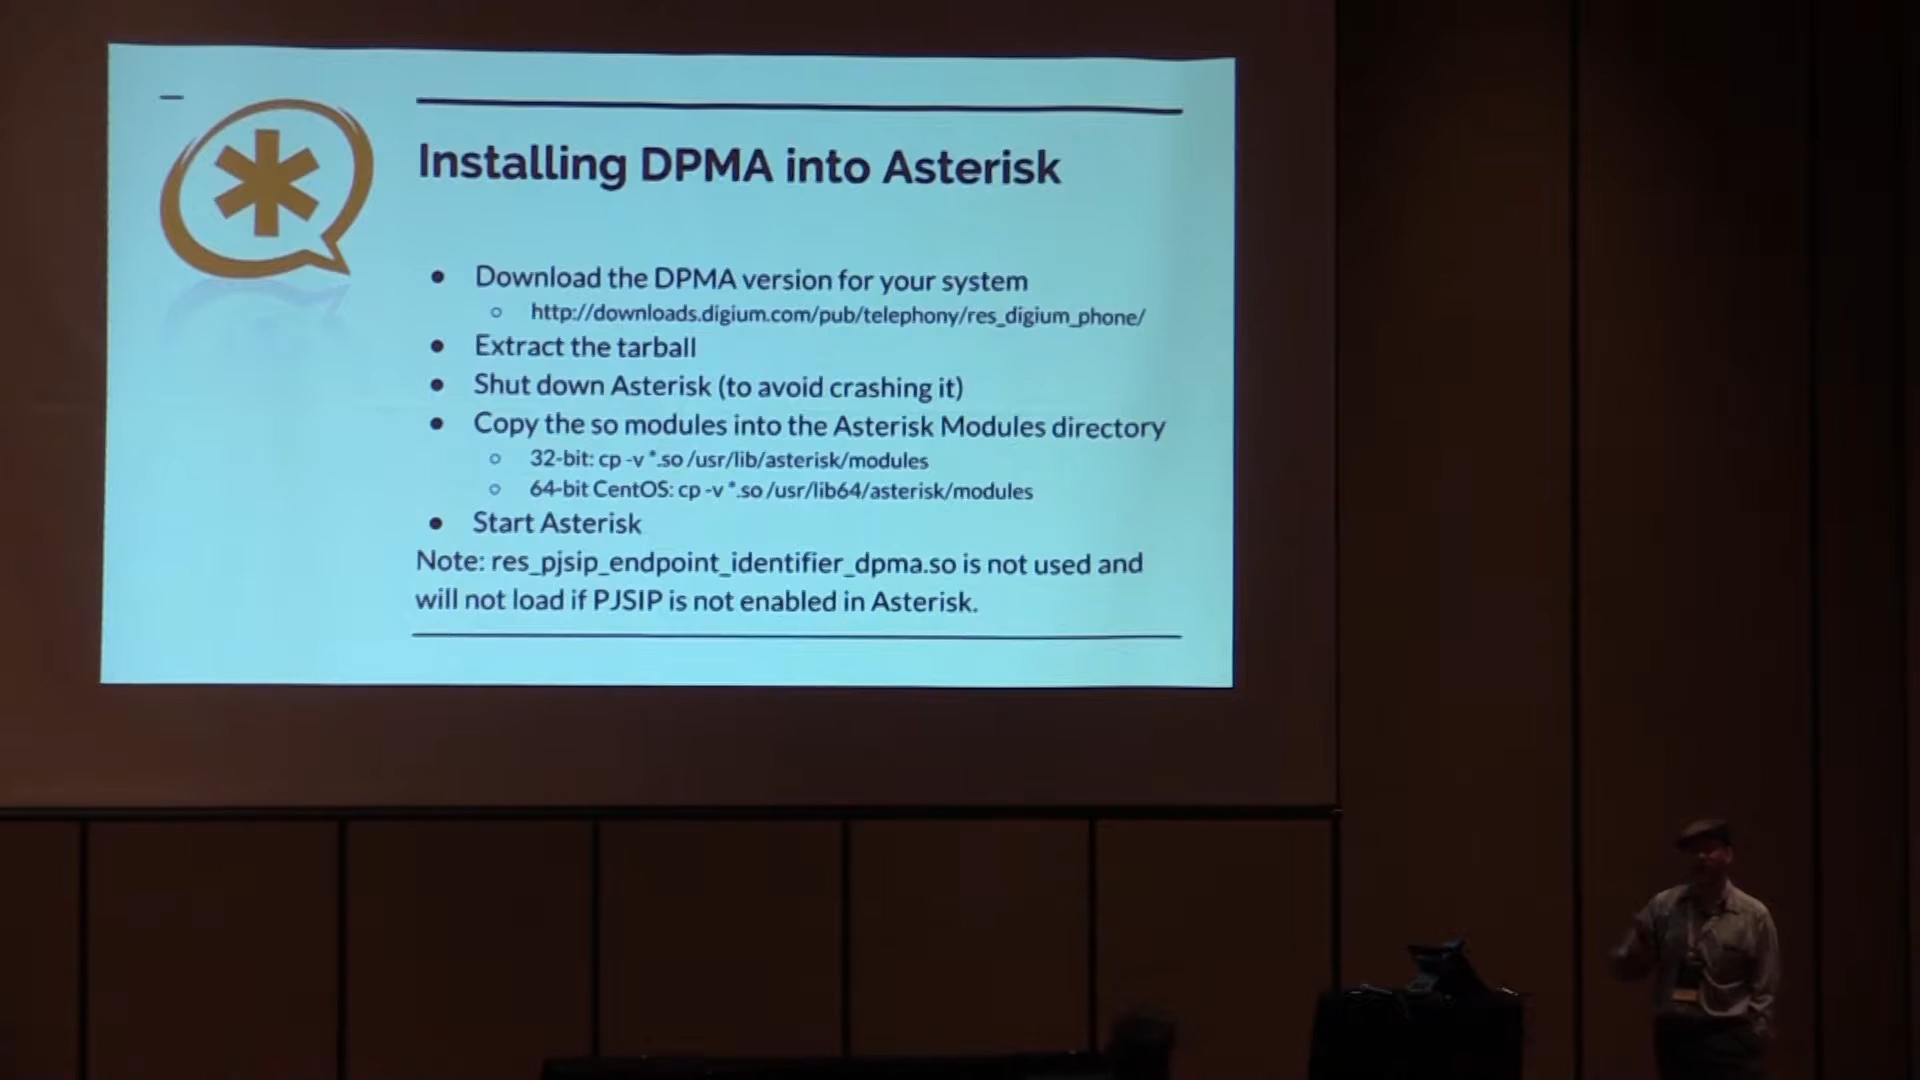 Installing DPMA into Asterisk
● Download the DPMA version for your system
○ http://downloads.digium.com/pub/telephony/res_digium_phone/
● Extract the tarball
● Shut down Asterisk (to avoid crashing it)
● Copy the so modules into the Asterisk Modules directory
○ 32-bit: cp -v *.so /usr/lib/asterisk/modules
○ 64-bit CentOS: cp -v *.so /usr/lib64/asterisk/modules
● Start Asterisk
Note: res_pjsip_endpoint_identifier_dpma.so is not used and
will not load if PJSIP is not enabled in Asterisk.